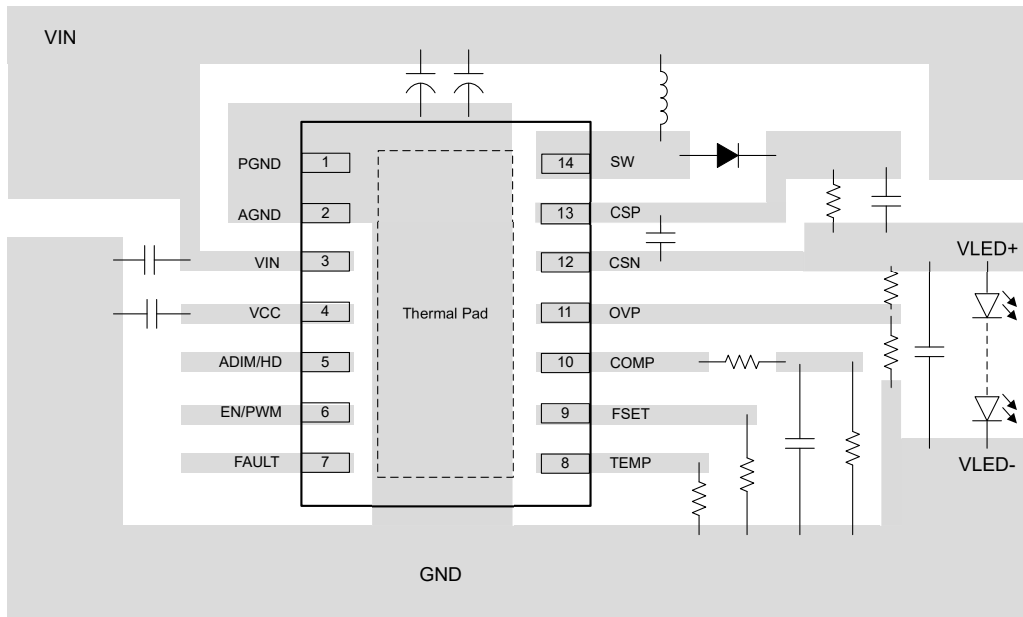 VIN
PGND 1 14 SW
AGND 2 13 CSP
VIN 3 12 CSN
VLED+
VCC 4 Thermal Pad 11 OVP
ADIM/HD 5 10 COMP
EN/PWM 6 9 FSET
FAULT 7 8 TEMP
VLED-
GND